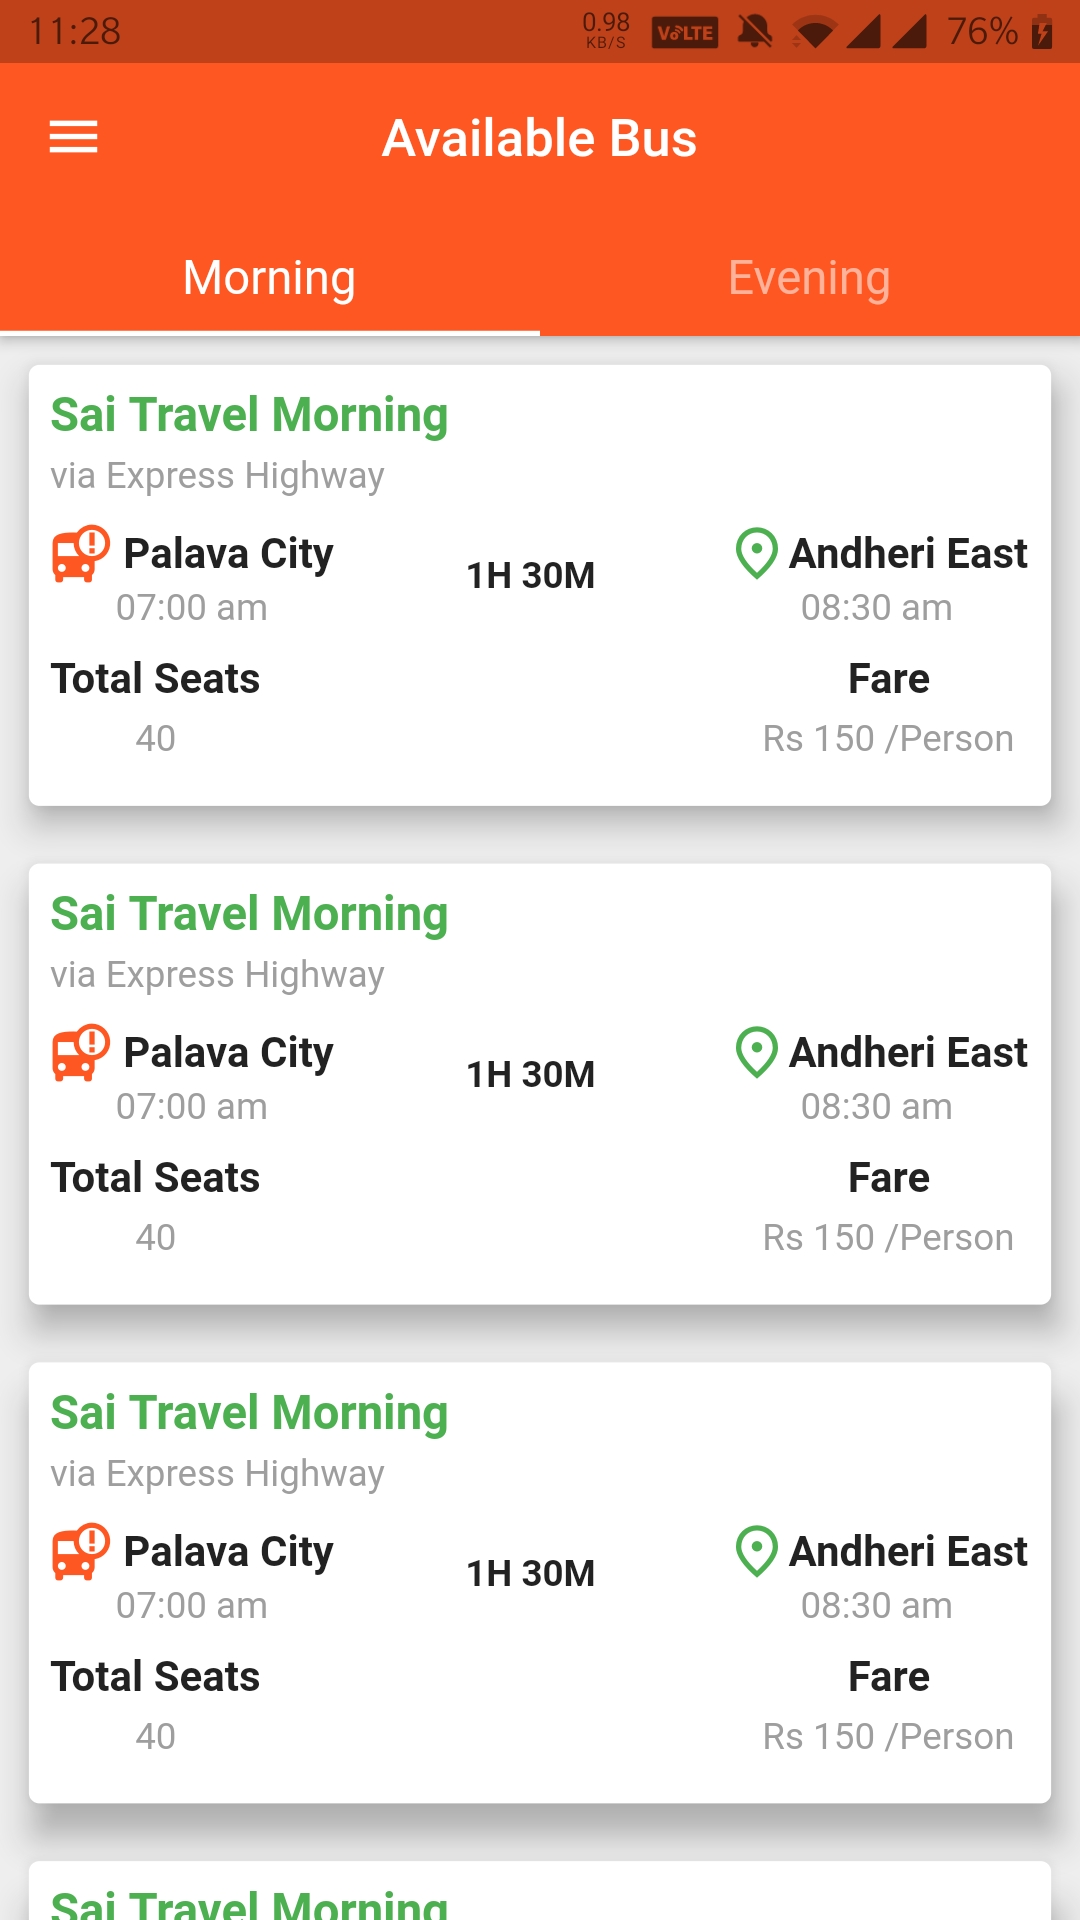 11:28 0.98 KB/S VoLTE 76%
Available Bus
Morning Evening
Sai Travel Morning
via Express Highway
Palava City 1H 30M Andheri East
07:00 am 08:30 am
Total Seats Fare
40 Rs 150 /Person
Sai Travel Morning
via Express Highway
Palava City 1H 30M Andheri East
07:00 am 08:30 am
Total Seats Fare
40 Rs 150 /Person
Sai Travel Morning
via Express Highway
Palava City 1H 30M Andheri East
07:00 am 08:30 am
Total Seats Fare
40 Rs 150 /Person
Sai Travel Morning